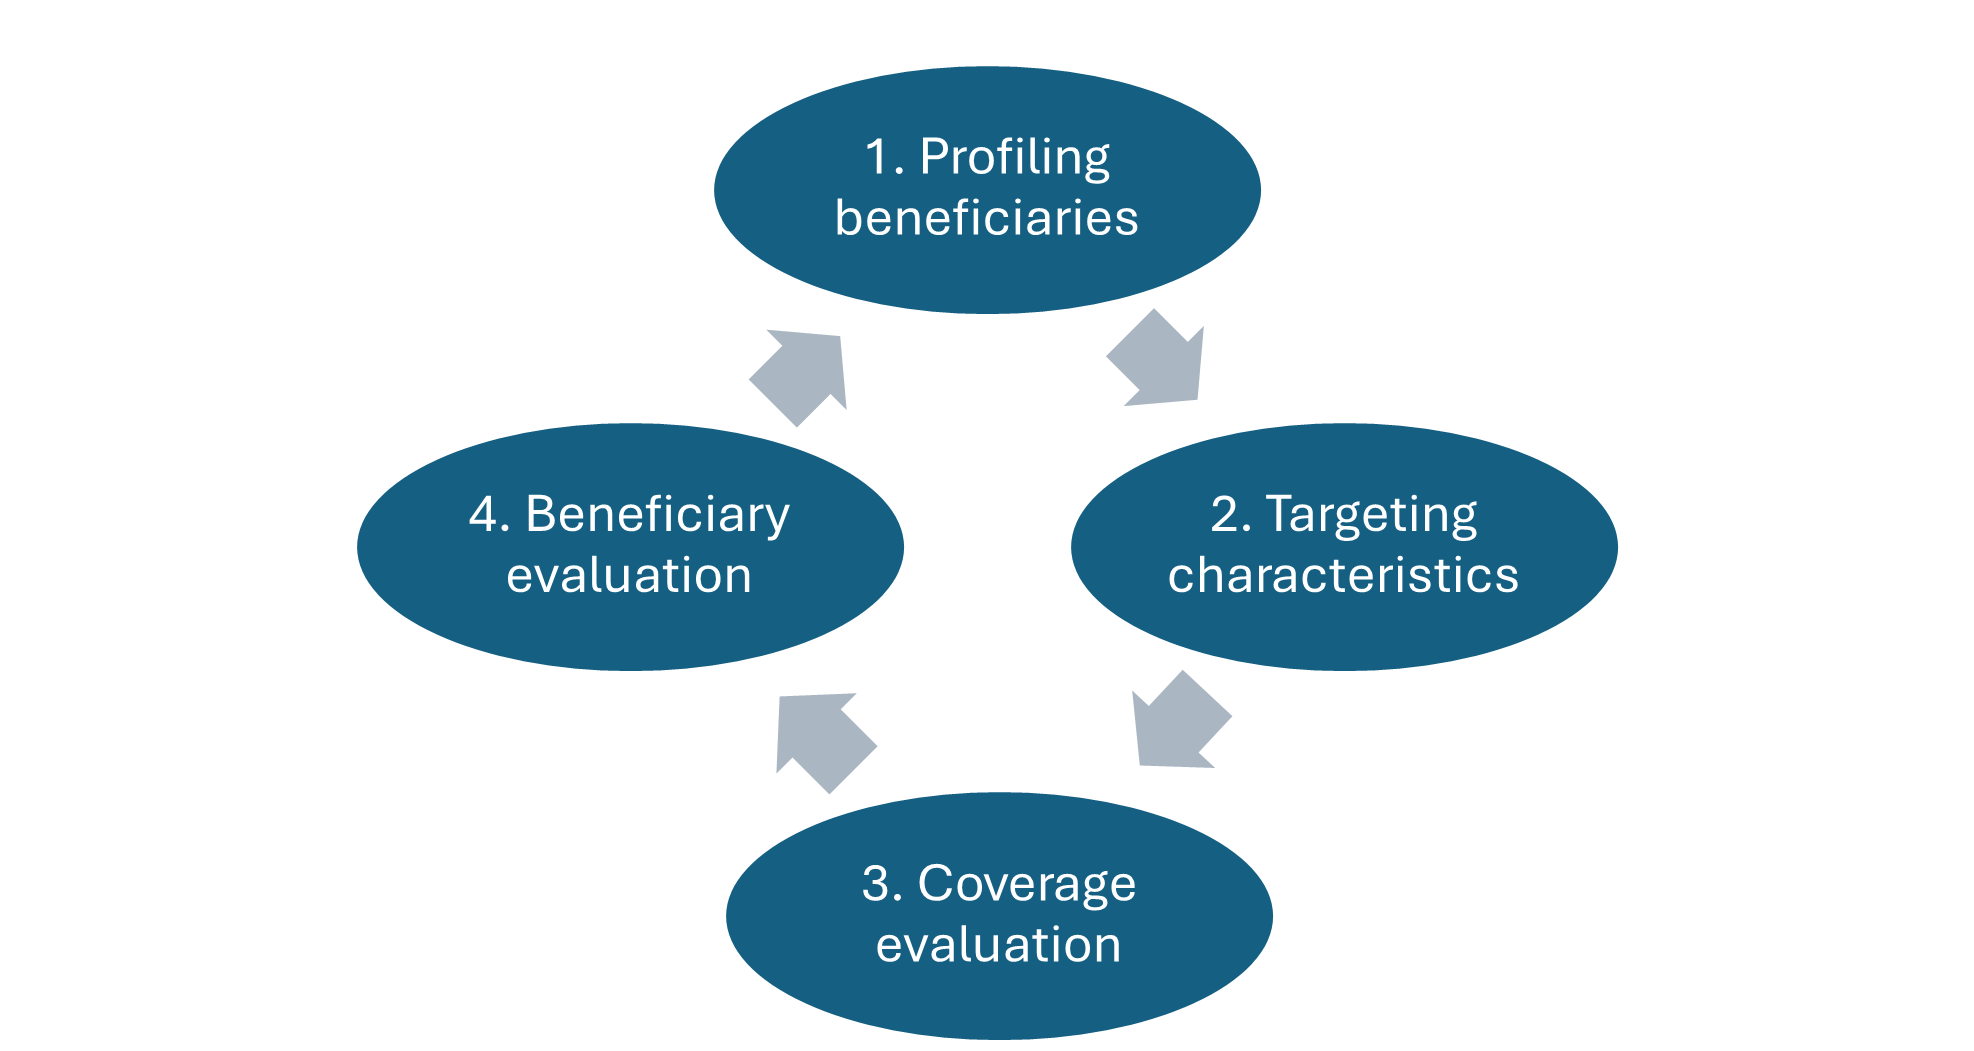 1. Profiling
beneficiaries
2. Targeting
characteristics
3. Coverage
evaluation
4. Beneficiary
evaluation